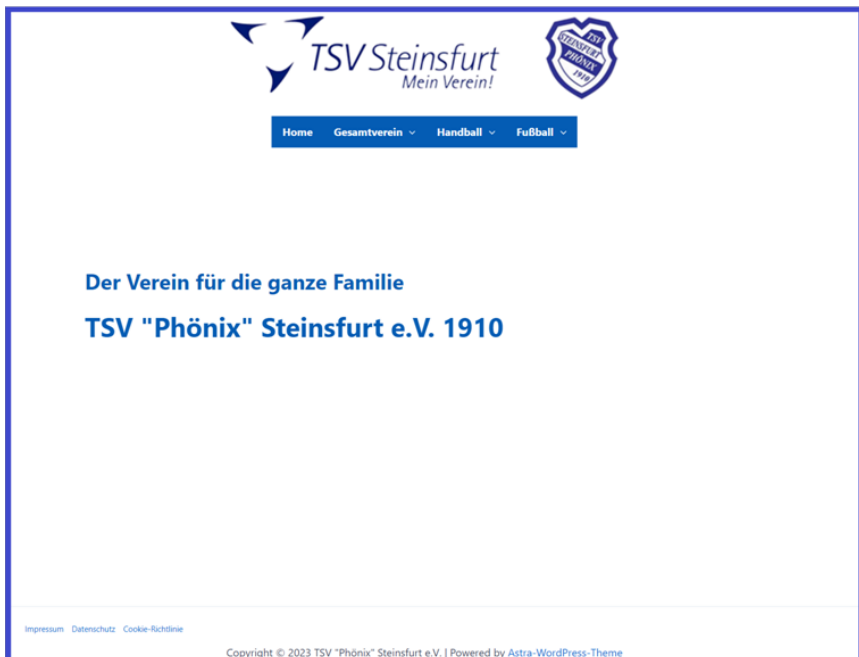 TSV Steinsfurt
Mein Verein!
TSV
STEINSFURT
PHÖNIX
1910
Home Gesamtverein Handball Fußball
Der Verein für die ganze Familie
TSV "Phönix" Steinsfurt e.V. 1910
Impressum Datenschutz Cookie-Richtlinie
Copyright © 2023 TSV "Phönix" Steinsfurt e.V. | Powered by Astra-WordPress-Theme